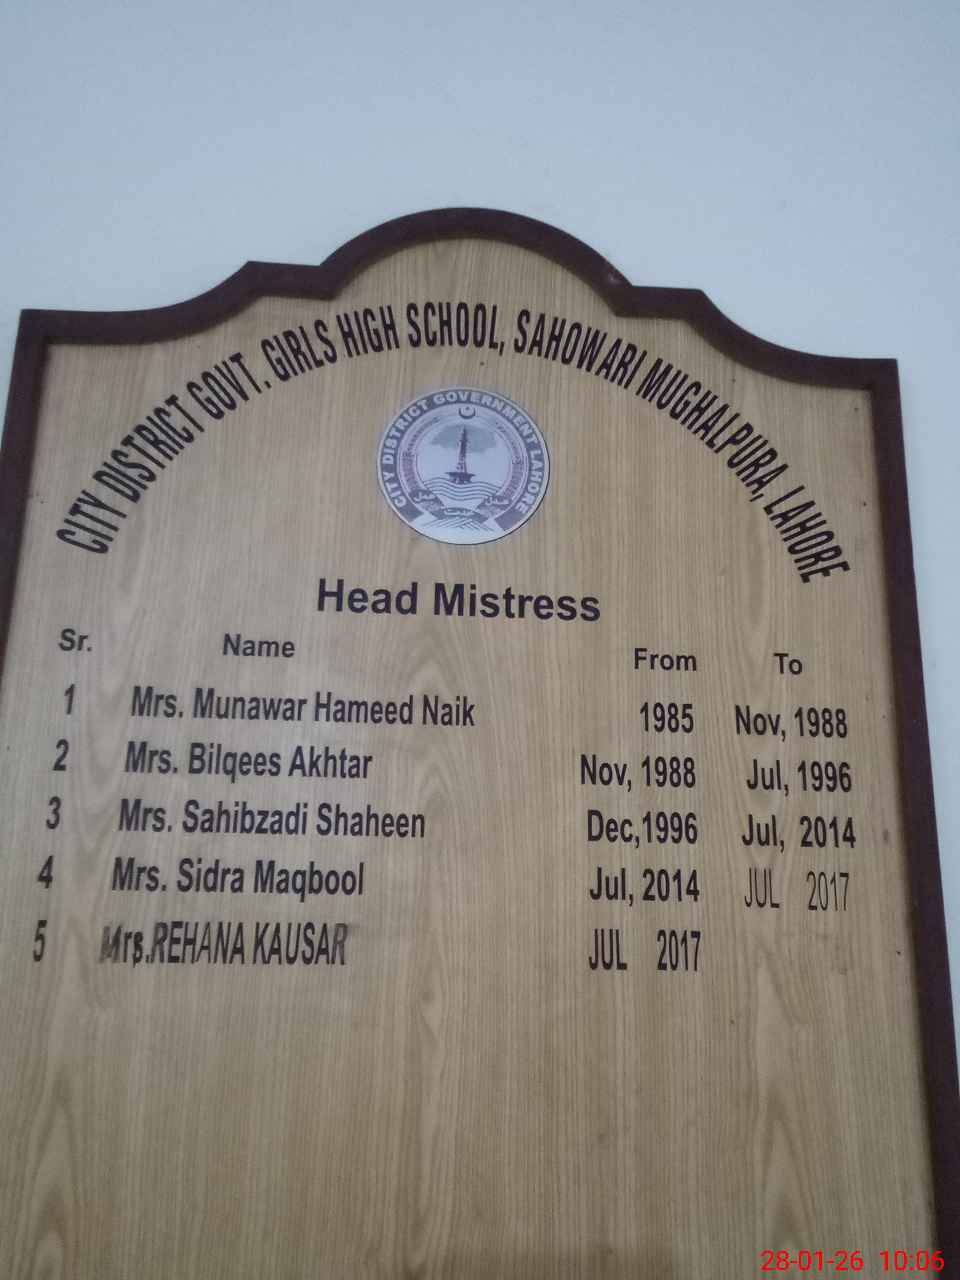 CITY DISTRICT GOVT. GIRLS HIGH SCHOOL, SAHOWARI MUGHALPURA, LAHORE
CITY DISTRICT GOVERNMENT LAHORE
Head Mistress
Sr. Name From To
1 Mrs. Munawar Hameed Naik 1985 Nov, 1988
2 Mrs. Bilqees Akhtar Nov, 1988 Jul, 1996
3 Mrs. Sahibzadi Shaheen Dec,1996 Jul, 2014
4 Mrs. Sidra Maqbool Jul, 2014 JUL 2017
5 Mrs.REHANA KAUSAR JUL 2017
28-01-26 10:06